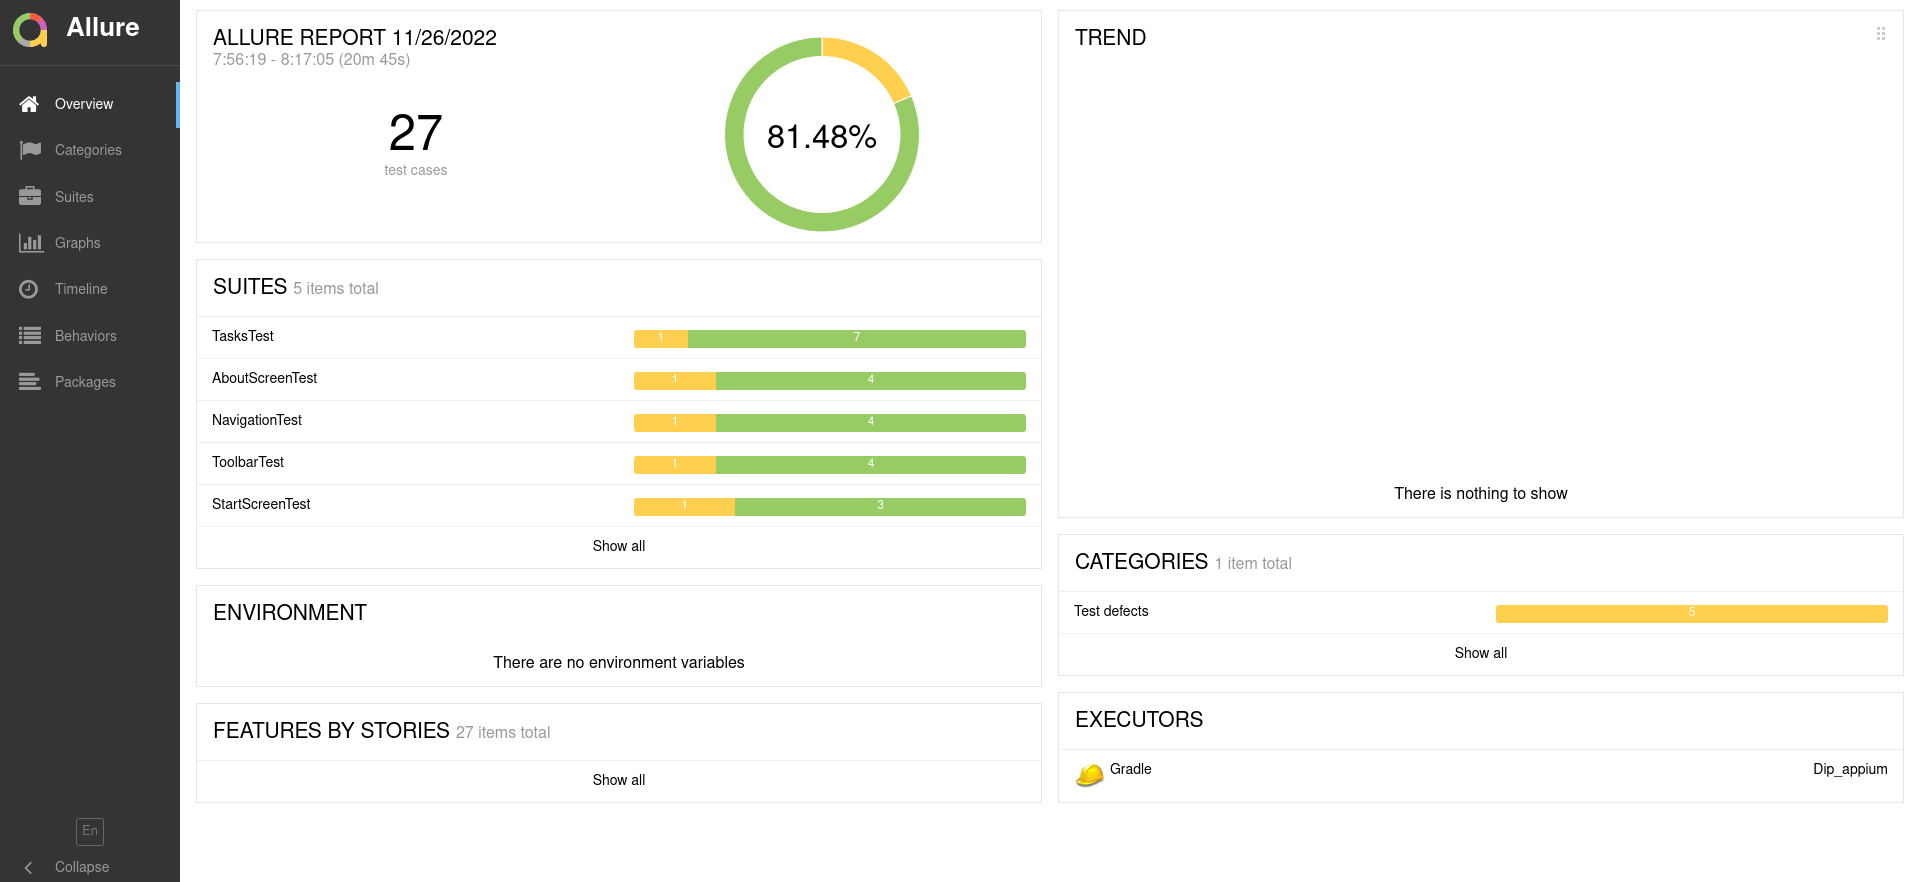 Allure
Overview
Categories
Suites
Graphs
Timeline
Behaviors
Packages
En
Collapse
ALLURE REPORT 11/26/2022
7:56:19 - 8:17:05 (20m 45s)
27
test cases
81.48%
SUITES 5 items total
TasksTest 1 7
AboutScreenTest 1 4
NavigationTest 1 4
ToolbarTest 1 4
StartScreenTest 1 3
Show all
ENVIRONMENT
There are no environment variables
FEATURES BY STORIES 27 items total
Show all
TREND
There is nothing to show
CATEGORIES 1 item total
Test defects 5
Show all
EXECUTORS
Gradle Dip_appium